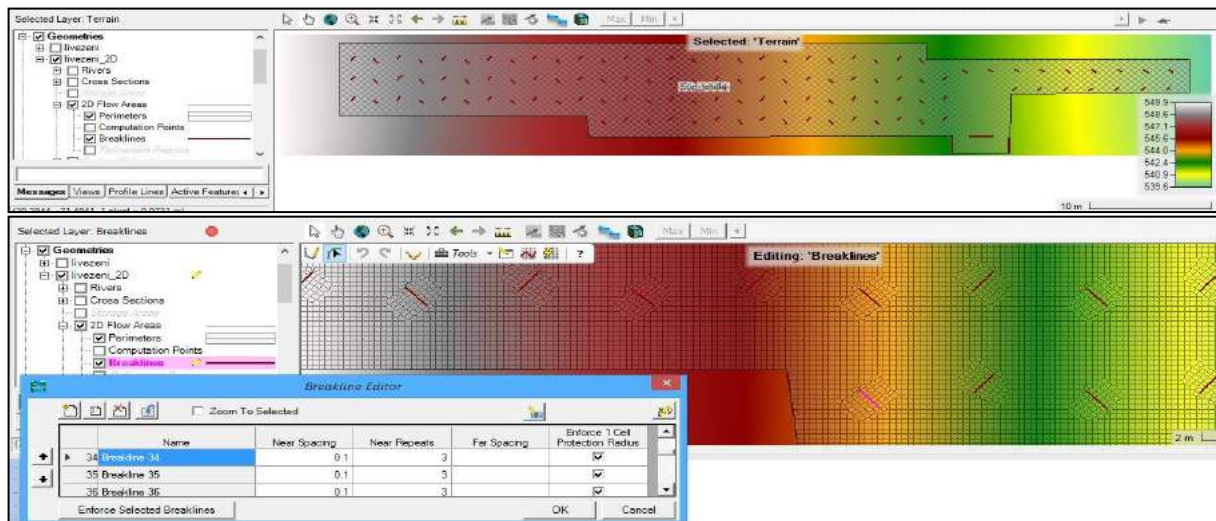 Selected Layer: Terrain
Max Min
Geometries
livezeni
livezeni_2D
Rivers
Cross Sections
Storage Areas
2D Flow Areas
Perimeters
Computation Points
Breaklines
Messages Views Profile Lines Active Features
Selected: 'Terrain'
549.9
548.6
547.1
545.6
544.0
542.4
540.9
539.6
10 m
Selected Layer: Breaklines
Max Min
Geometries
livezeni
livezeni_2D
Rivers
Cross Sections
Storage Areas
2D Flow Areas
Perimeters
Computation Points
Breaklines
Tools ?
Editing: 'Breaklines'
2 m
Breakline Editor
Zoom To Selected
Name Near Spacing Near Repeats Far Spacing Enforce 1 Cell
Protection Radius
34 Breakline 34 0.1 3
35 Breakline 35 0.1 3
36 Breakline 36 0.1 3
Enforce Selected Breaklines OK Cancel